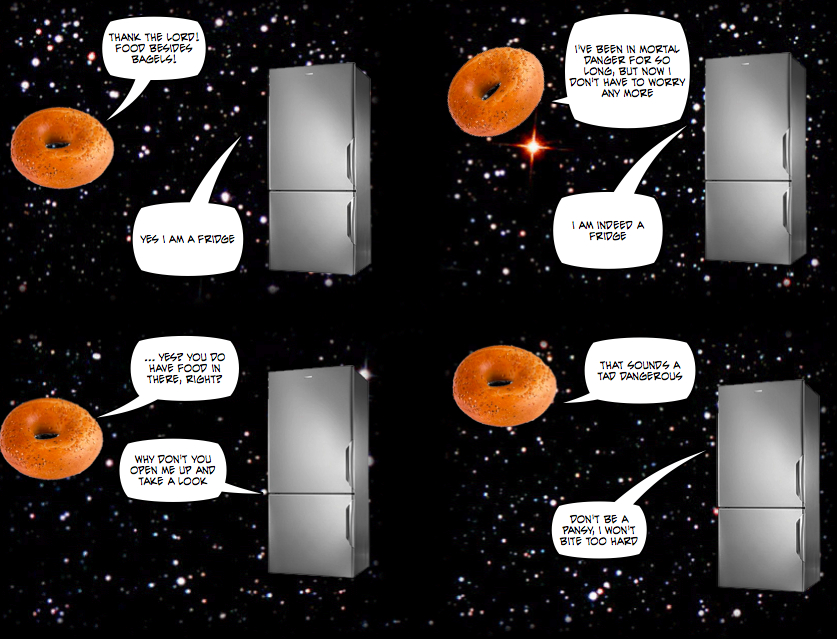 THANK THE LORD!
FOOD BESIDES
BAGELS!
YES I AM A FRIDGE
I'VE BEEN IN MORTAL
DANGER FOR SO
LONG, BUT NOW I
DON'T HAVE TO WORRY
ANY MORE
I AM INDEED A
FRIDGE
... YES? YOU DO
HAVE FOOD IN
THERE, RIGHT?
WHY DON'T YOU
OPEN ME UP AND
TAKE A LOOK
THAT SOUNDS A
TAD DANGEROUS
DON'T BE A
PANSY, I WON'T
BITE TOO HARD